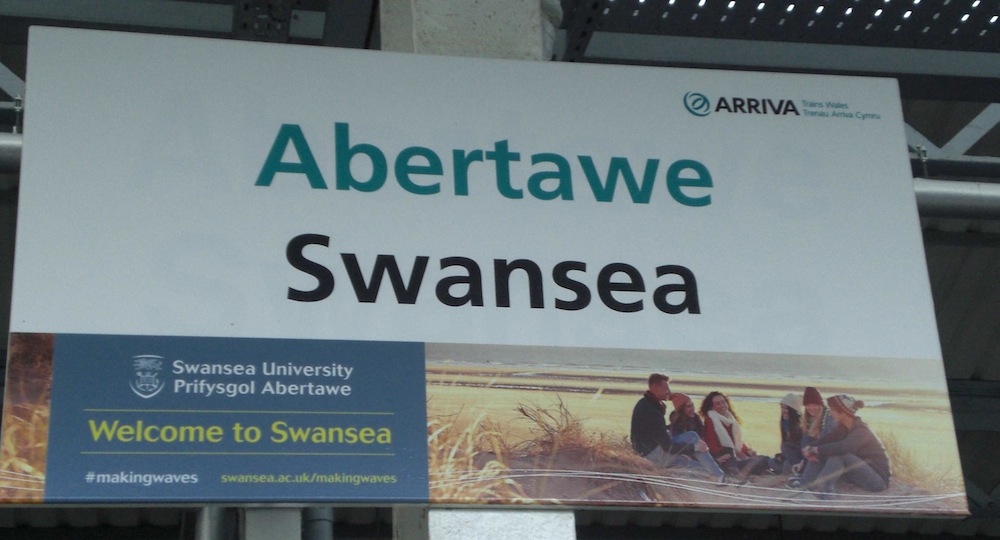 ARRIVA Trains Wales
Trenau Arriva Cymru
Abertawe
Swansea
Swansea University
Prifysgol Abertawe
Welcome to Swansea
#makingwaves swansea.ac.uk/makingwaves